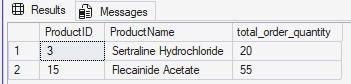 Results Messages
ProductID ProductName total_order_quantity
1 3 Sertraline Hydrochloride 20
2 15 Flecainide Acetate 55